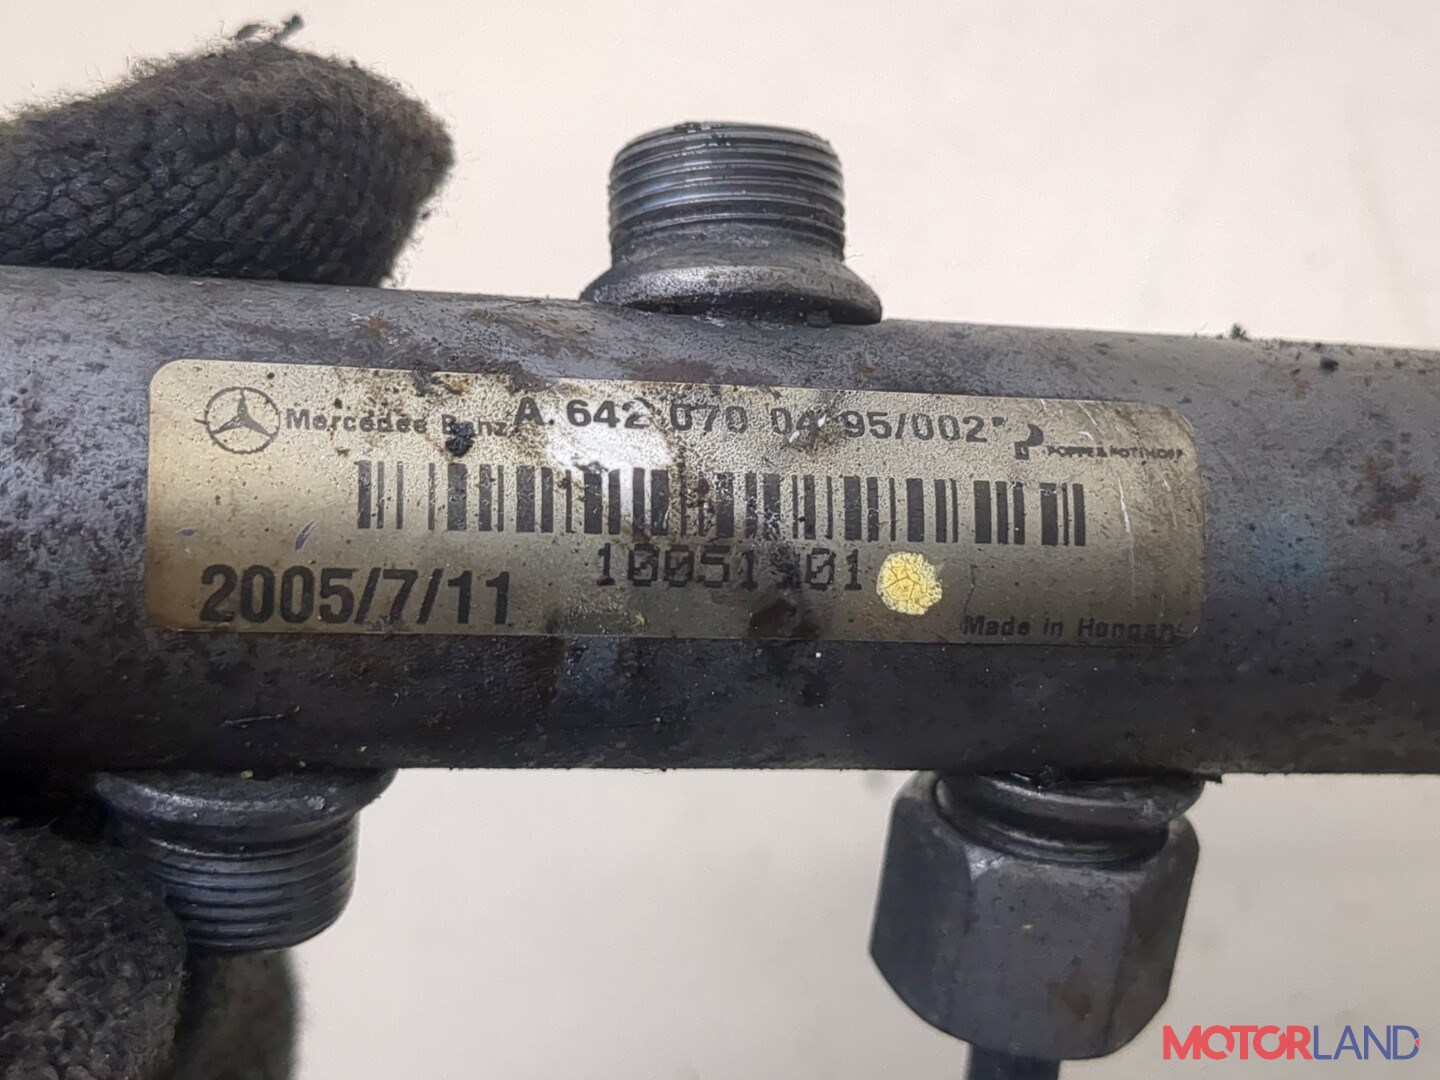 Mercedes Benz A. 642 070 04 95/002" POPPE & POTTHOFF
2005/7/11
Made in Hungary
MOTORLAND